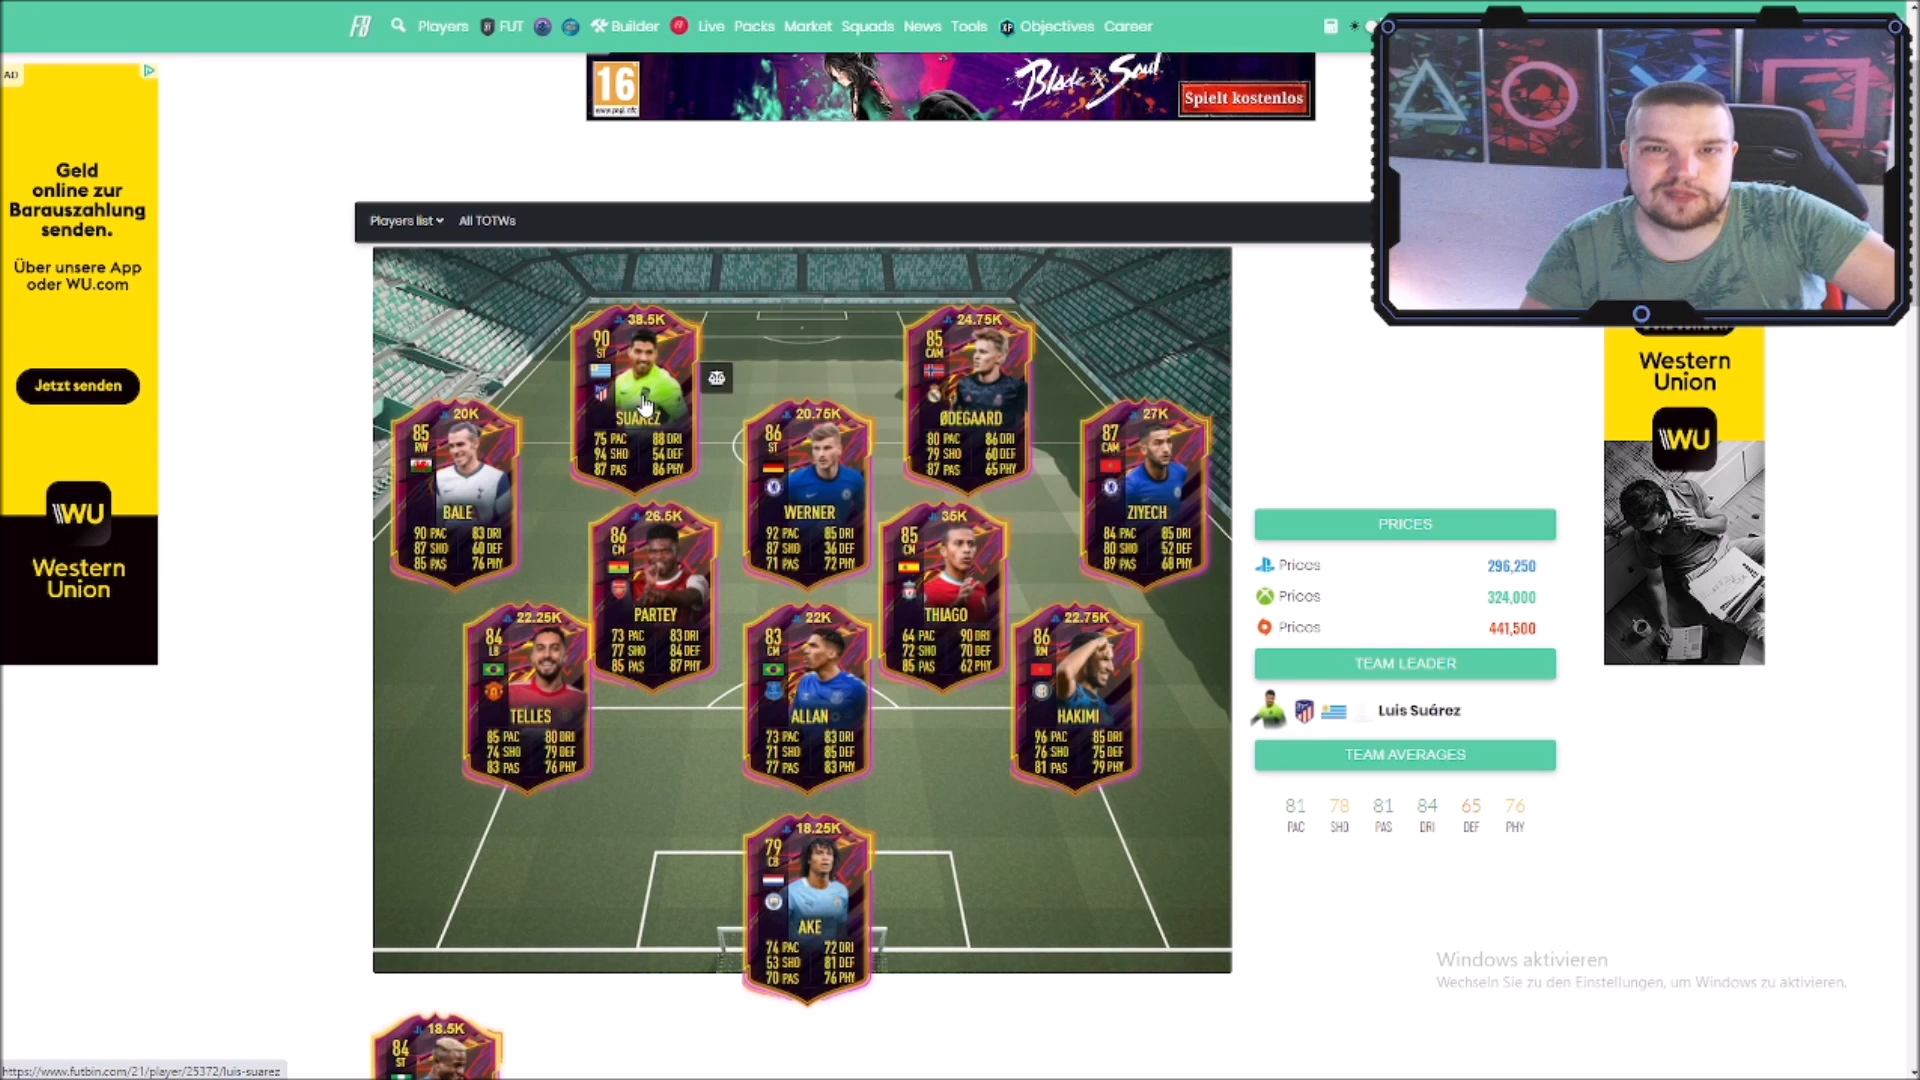 Players FUT Builder Live Packs Market Squads News Tools Objectives Career
AD
16
www.pegi.info
Blade & Soul
Spielt kostenlos
Geld
online zur
Barauszahlung
senden.
Über unsere App
oder WU.com
Jetzt senden
WU
Western
Union
Players list All TOTWs
38.5K
90
ST
SUAREZ
75 PAC 88 DRI
94 SHO 54 DEF
87 PAS 86 PHY
24.75K
85
CAM
ØDEGAARD
80 PAC 86 DRI
79 SHO 60 DEF
87 PAS 65 PHY
20K
85
RW
BALE
90 PAC 83 DRI
87 SHO 60 DEF
85 PAS 76 PHY
20.75K
86
ST
WERNER
92 PAC 85 DRI
87 SHO 36 DEF
71 PAS 72 PHY
27K
87
CAM
ZIYECH
84 PAC 85 DRI
80 SHO 52 DEF
89 PAS 68 PHY
26.5K
86
CM
PARTEY
73 PAC 83 DRI
77 SHO 84 DEF
85 PAS 87 PHY
35K
85
CM
THIAGO
64 PAC 90 DRI
72 SHO 70 DEF
85 PAS 62 PHY
22.25K
84
LB
TELLES
85 PAC 80 DRI
74 SHO 79 DEF
83 PAS 76 PHY
22K
83
CM
ALLAN
73 PAC 83 DRI
71 SHO 85 DEF
77 PAS 83 PHY
22.75K
86
RM
HAKIMI
96 PAC 85 DRI
76 SHO 75 DEF
81 PAS 79 PHY
18.25K
79
CB
AKE
74 PAC 72 DRI
53 SHO 81 DEF
70 PAS 76 PHY
18.5K
84
ST
PRICES
Prices 296,250
Prices 324,000
Prices 441,500
TEAM LEADER
Luis Suárez
TEAM AVERAGES
81 78 81 84 65 76
PAC SHO PAS DRI DEF PHY
Western
Union
WU
Windows aktivieren
Wechseln Sie zu den Einstellungen, um Windows zu aktivieren.
https://www.futbin.com/21/player/25372/luis-suarez